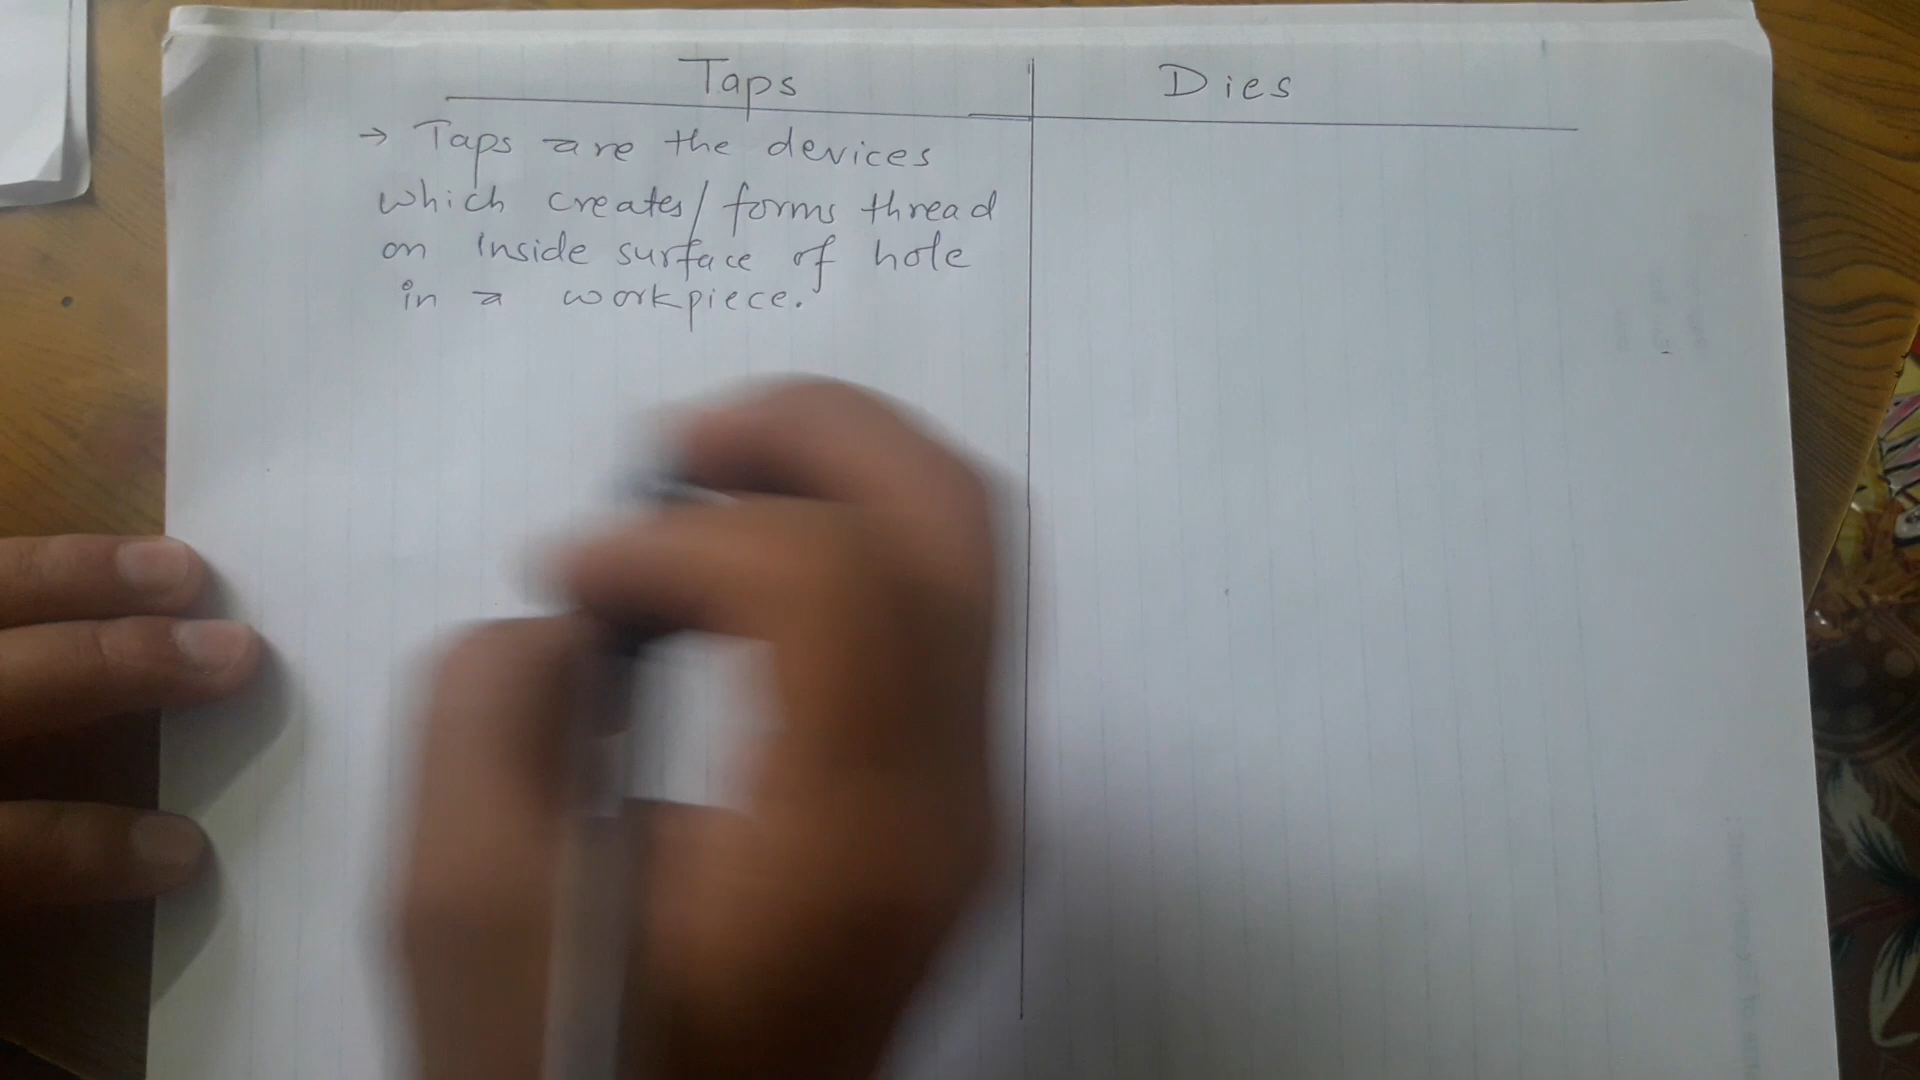 Taps
Dies
→ Taps are the devices
which creates/forms thread
on inside surface of hole
in a workpiece.